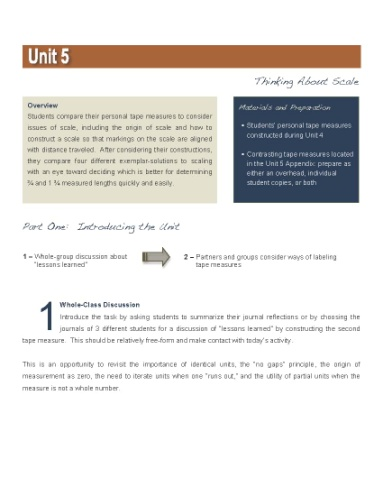 Unit 5
Thinking About Scale
Overview
Students compare their personal tape measures to consider
issues of scale, including the origin of scale and how to
construct a scale so that markings on the scale are aligned
with distance traveled. After considering their constructions,
they compare four different exemplar-solutions to scaling
with an eye toward deciding which is better for determining
¾ and 1 ¼ measured lengths quickly and easily.
Materials and Preparation
• Students' personal tape measures
constructed during Unit 4
• Contrasting tape measures located
in the Unit 5 Appendix: prepare as
either an overhead, individual
student copies, or both
Part One: Introducing the Unit
1 – Whole-group discussion about
"lessons learned"
2 – Partners and groups consider ways of labeling
tape measures
1
Whole-Class Discussion
Introduce the task by asking students to summarize their journal reflections or by choosing the
journals of 3 different students for a discussion of "lessons learned" by constructing the second
tape measure. This should be relatively free-form and make contact with today's activity.
This is an opportunity to revisit the importance of identical units, the "no gaps" principle, the origin of
measurement as zero, the need to iterate units when one "runs out," and the utility of partial units when the
measure is not a whole number.